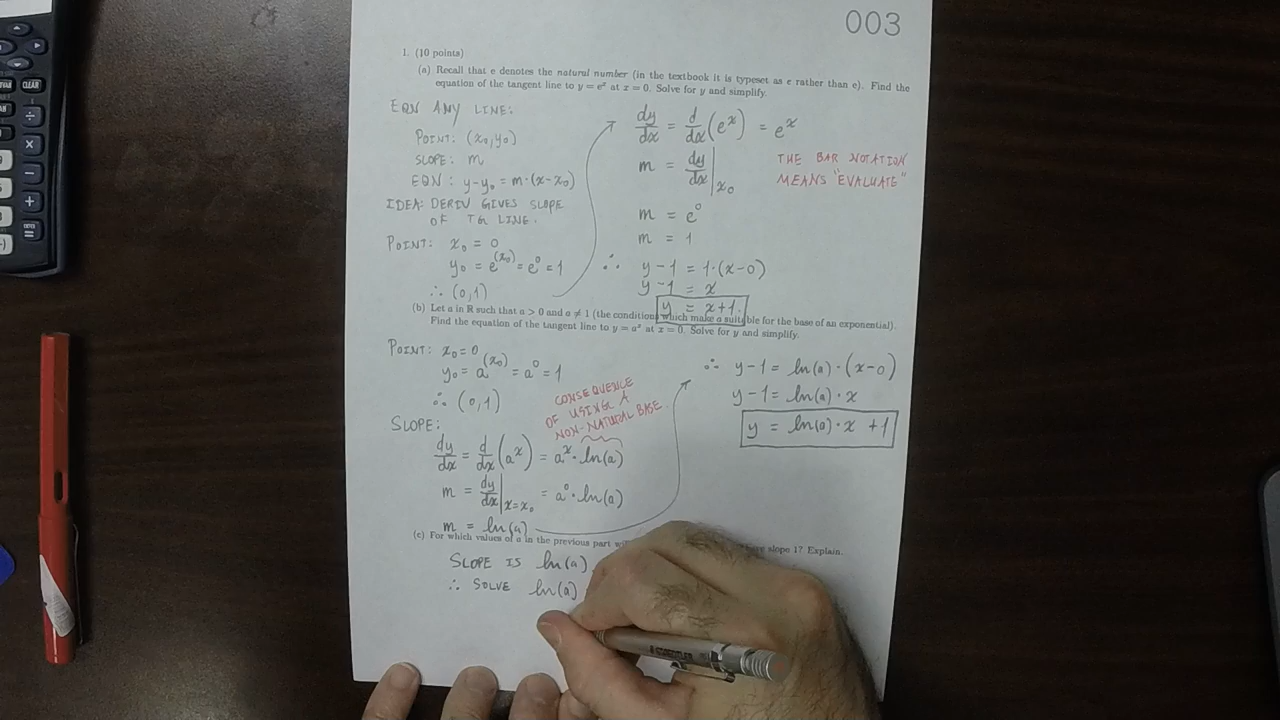 003
1. (10 points)
(a) Recall that e denotes the natural number (in the textbook it is typeset as e rather than e). Find the
equation of the tangent line to y = e^x at x = 0. Solve for y and simplify.
EQN ANY LINE:
POINT: (x₀, y₀)
SLOPE: m
EQN: y-y₀ = m·(x-x₀)
IDEA: DERIV GIVES SLOPE
OF TG LINE.
POINT: x₀ = 0
y₀ = e^(x₀) = e⁰ = 1
∴ (0,1)
dy/dx = d/dx (e^x) = e^x
m = dy/dx |x₀
THE BAR NOTATION
MEANS "EVALUATE"
m = e⁰
m = 1
∴ y-1 = 1·(x-0)
y-1 = x
y = x+1.
(b) Let a in R such that a > 0 and a ≠ 1 (the conditions which make a suitable for the base of an exponential).
Find the equation of the tangent line to y = a^x at x = 0. Solve for y and simplify.
POINT: x₀=0
y₀ = a^(x₀) = a⁰ = 1
∴ (0,1)
SLOPE:
CONSEQUENCE
OF USING A
NON-NATURAL BASE
dy/dx = d/dx (a^x) = a^x · ln(a)
m = dy/dx |x=x₀ = a⁰ · ln(a)
m = ln(a)
∴ y-1 = ln(a)·(x-0)
y-1 = ln(a)·x
y = ln(a)·x +1
(c) For which values of a in the previous part slope 1? Explain.
SLOPE IS ln(a)
∴ SOLVE ln(a)
STAEDTLER
CLEAR
÷
×
−
+
=
(-)